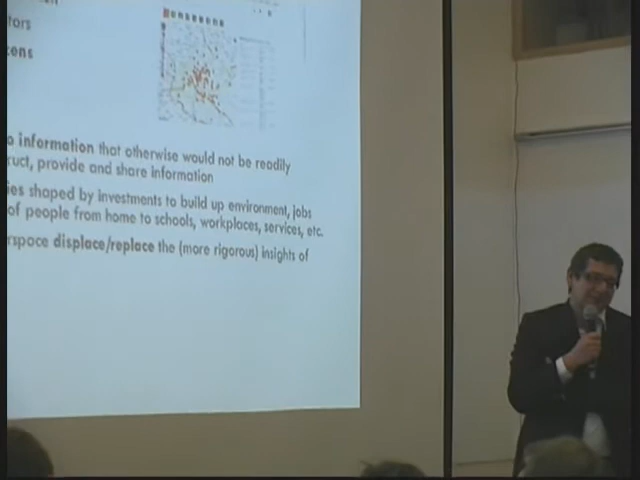 tors
information that otherwise would not be readily
ruct, provide and share information
ies shaped by investments to build up environment, jobs
of people from home to schools, workplaces, services, etc.
rspace displace/replace the (more rigorous) insights of